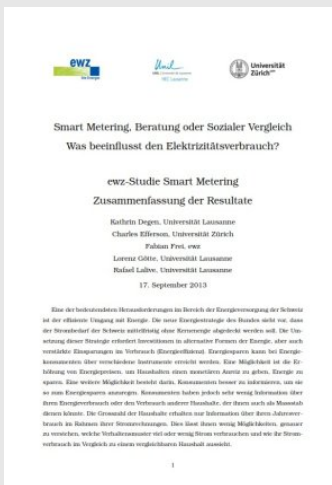 ewz
Unil
HEC Lausanne
Universität
Zürich
Smart Metering, Beratung oder Sozialer Vergleich
Was beeinflusst den Elektrizitätsverbrauch?
ewz-Studie Smart Metering
Zusammenfassung der Resultate
Kathrin Degen, Universität Lausanne
Charles Efferson, Universität Zürich
Fabian Frei, ewz
Lorenz Götte, Universität Lausanne
Rafael Lalive, Universität Lausanne
17. September 2013
Eine der bedeutendsten Herausforderungen im Bereich der Energieversorgung der Schweiz
ist der effiziente Umgang mit Energie. Die neue Energiestrategie des Bundes sieht vor, dass
der Strombedarf der Schweiz mittelfristig ohne Kernenergie abgedeckt werden soll. Die Um-
setzung dieser Strategie erfordert Investitionen in alternative Formen der Energie, aber auch
verstärkte Einsparungen im Verbrauch (Energieeffizienz). Energiesparen kann bei Energie-
konsumenten über verschiedene Instrumente erreicht werden. Eine Möglichkeit ist die Er-
höhung von Energiepreisen, um Haushalten einen monetären Anreiz zu geben, Energie zu
sparen. Eine weitere Möglichkeit besteht darin, Konsumenten besser zu informieren, um sie
so zum Energiesparen anzuregen. Konsumenten haben jedoch sehr wenig Information über
ihren Energieverbrauch oder den Verbrauch anderer Haushalte, der ihnen auch als Massstab
dienen könnte. Die Grosszahl der Haushalte erhalten nur Information über ihren Jahresver-
brauch im Rahmen ihrer Stromrechnungen. Dies lässt ihnen wenig Möglichkeiten, genauer
zu verstehen, welche Verhaltensmuster viel oder wenig Strom verbrauchen und wie ihr Strom-
verbrauch im Vergleich zu einem vergleichbaren Haushalt aussieht.
1